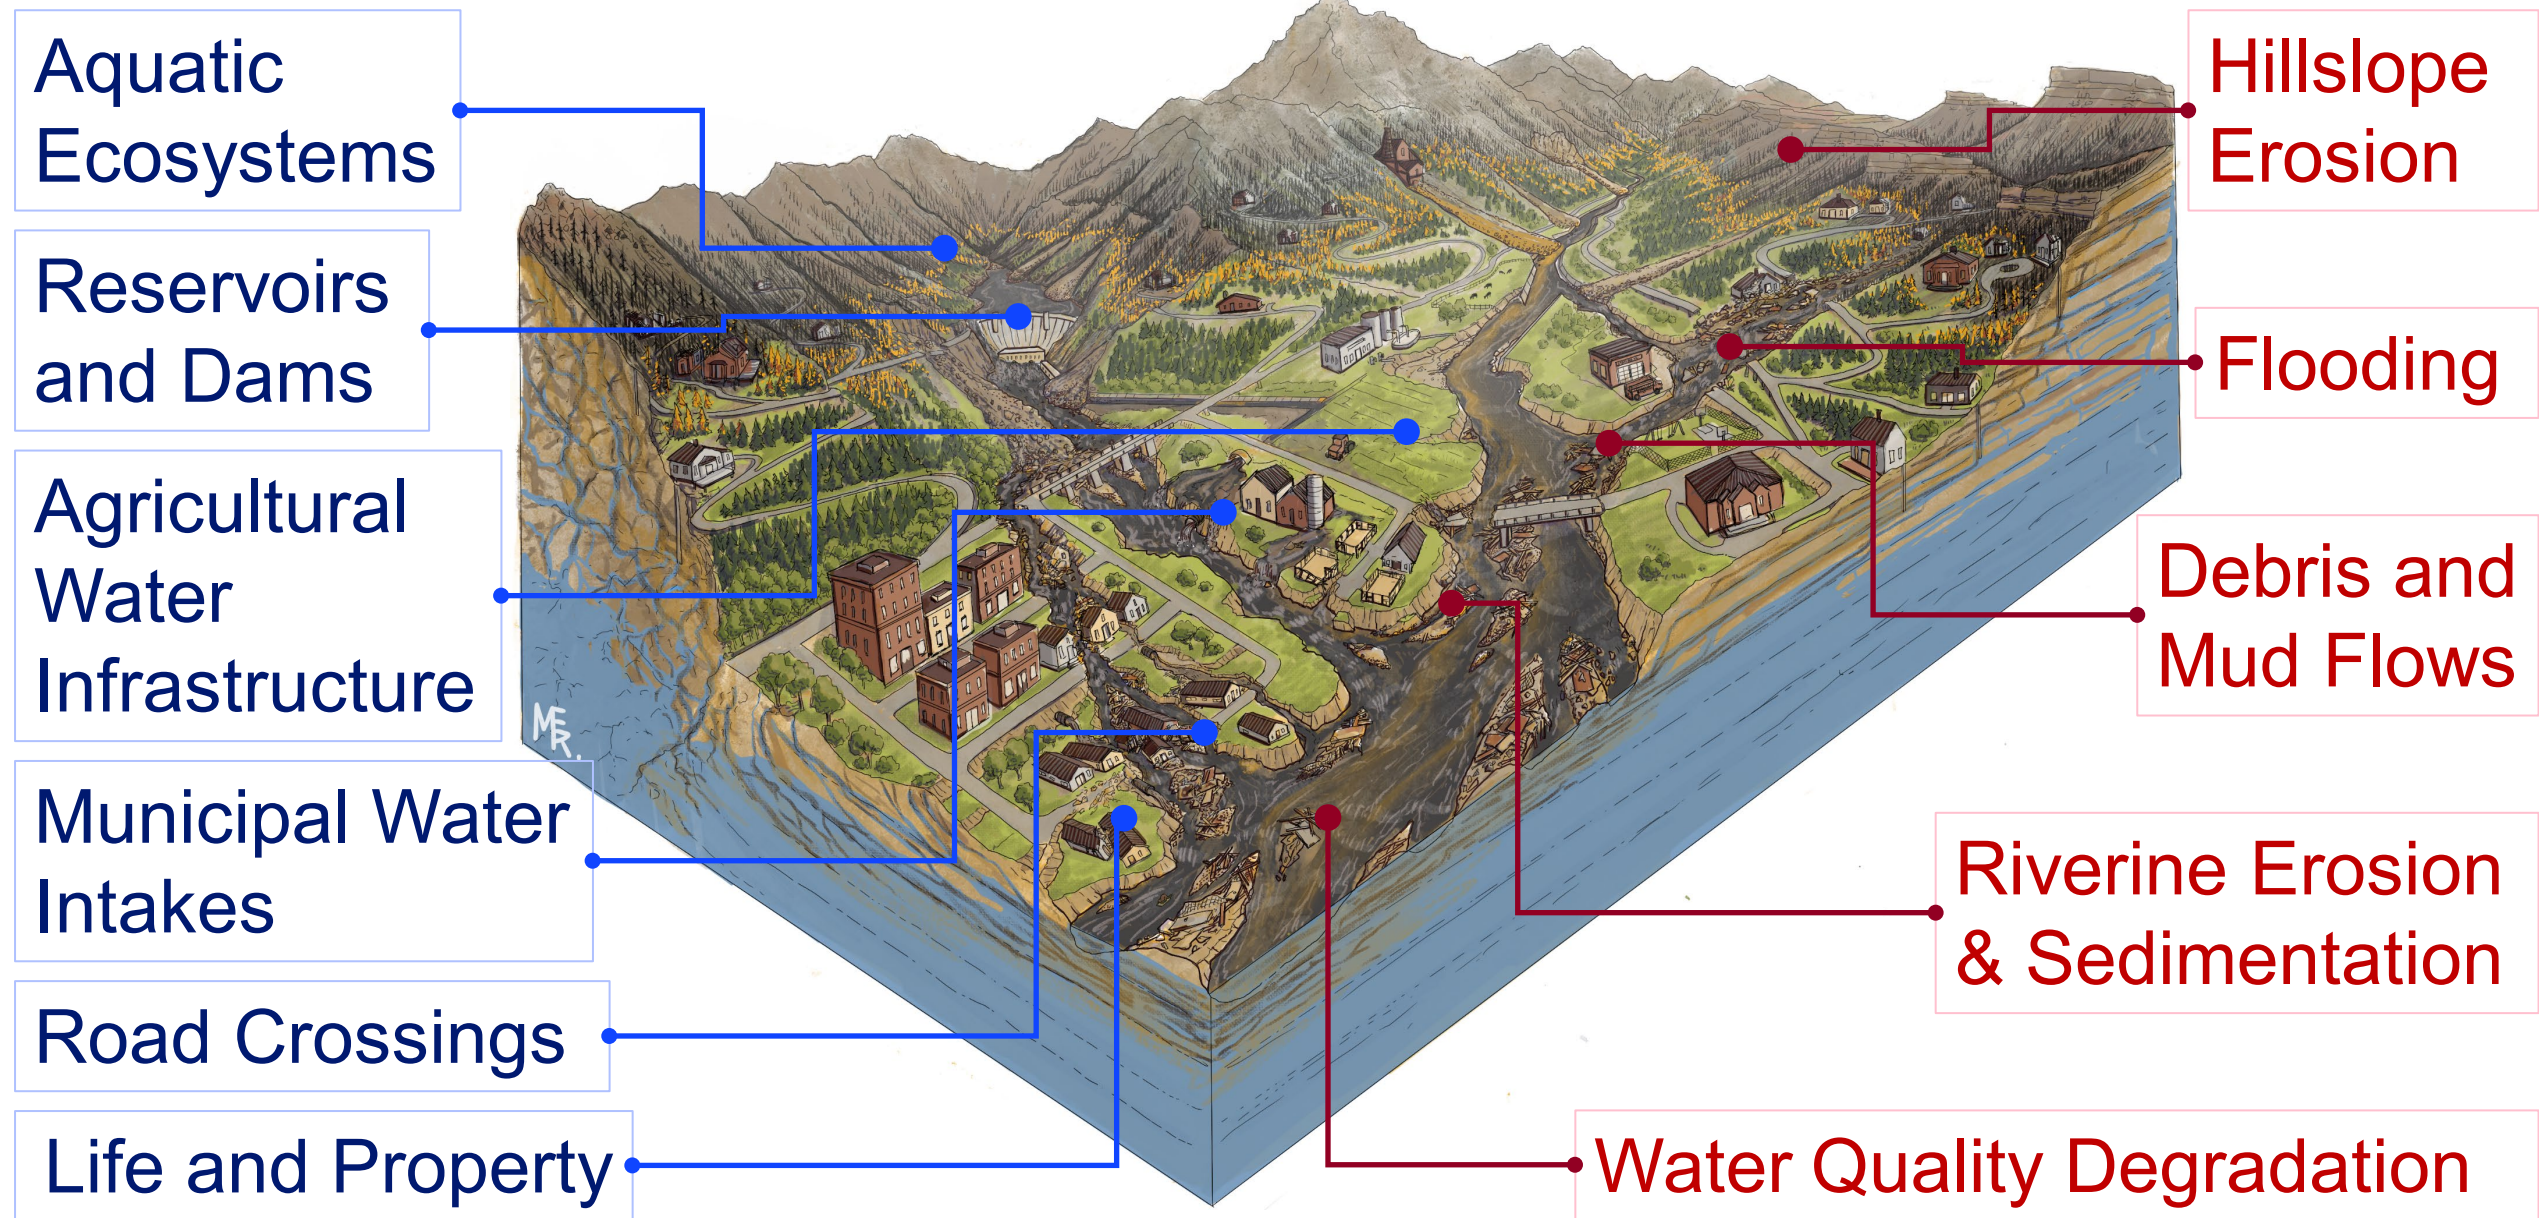 Aquatic
Ecosystems
Reservoirs
and Dams
Agricultural
Water
Infrastructure
Municipal Water
Intakes
Road Crossings
Life and Property
Hillslope
Erosion
Flooding
Debris and
Mud Flows
Riverine Erosion
& Sedimentation
Water Quality Degradation
MER.